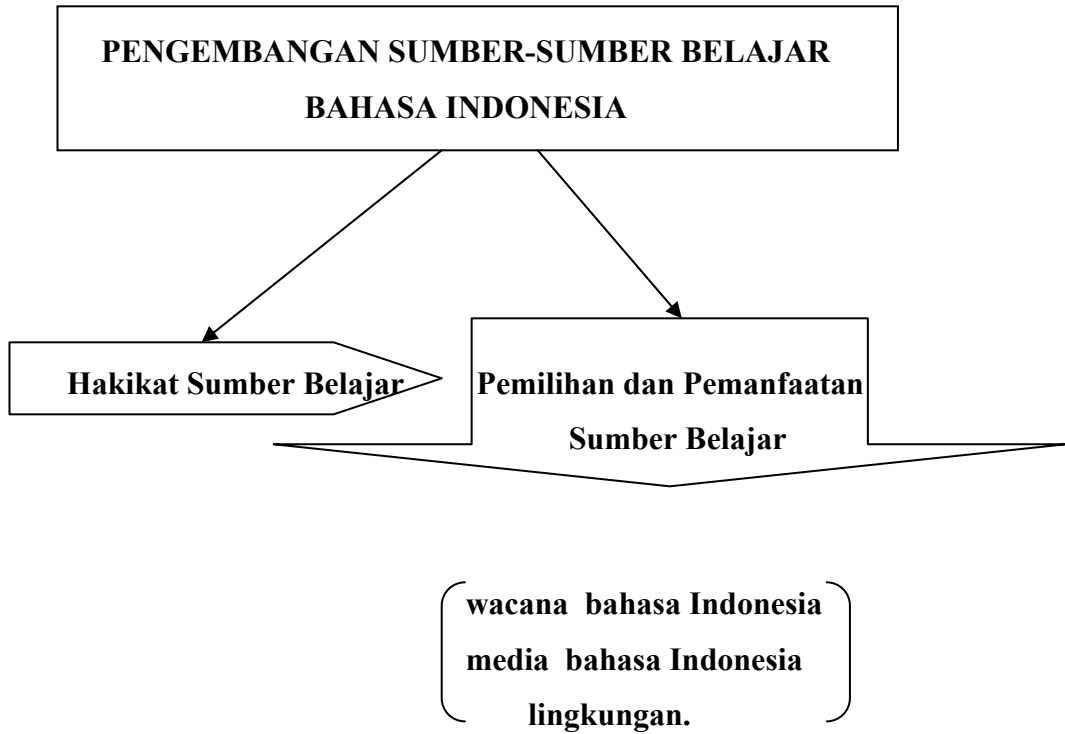 PENGEMBANGAN SUMBER-SUMBER BELAJAR
BAHASA INDONESIA
Hakikat Sumber Belajar
Pemilihan dan Pemanfaatan
Sumber Belajar
wacana bahasa Indonesia
media bahasa Indonesia
lingkungan.